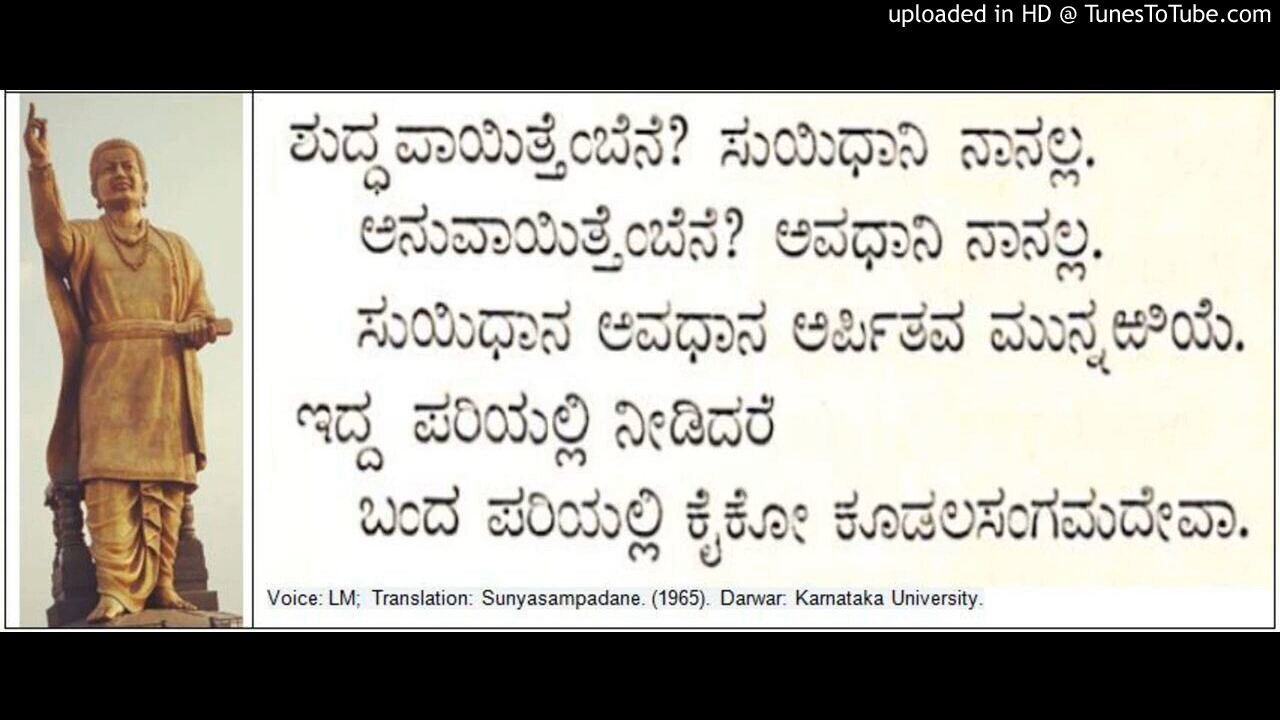 uploaded in HD @ TunesToTube.com
ಶುದ್ಧವಾಯಿತ್ತೆಂಬೆನೆ? ಸುಯಿಧಾನಿ ನಾನಲ್ಲ.
ಅನುವಾಯಿತ್ತೆಂಬೆನೆ? ಅವಧಾನಿ ನಾನಲ್ಲ.
ಸುಯಿಧಾನ ಅವಧಾನ ಅರ್ಪಿತವ ಮುನ್ನಱಿಯೆ.
ಇದ್ದ ಪರಿಯಲ್ಲಿ ನೀಡಿದರೆ
ಬಂದ ಪರಿಯಲ್ಲಿ ಕೈಕೋ ಕೂಡಲಸಂಗಮದೇವಾ.
Voice: LM; Translation: Sunyasampadane. (1965). Darwar: Karnataka University.